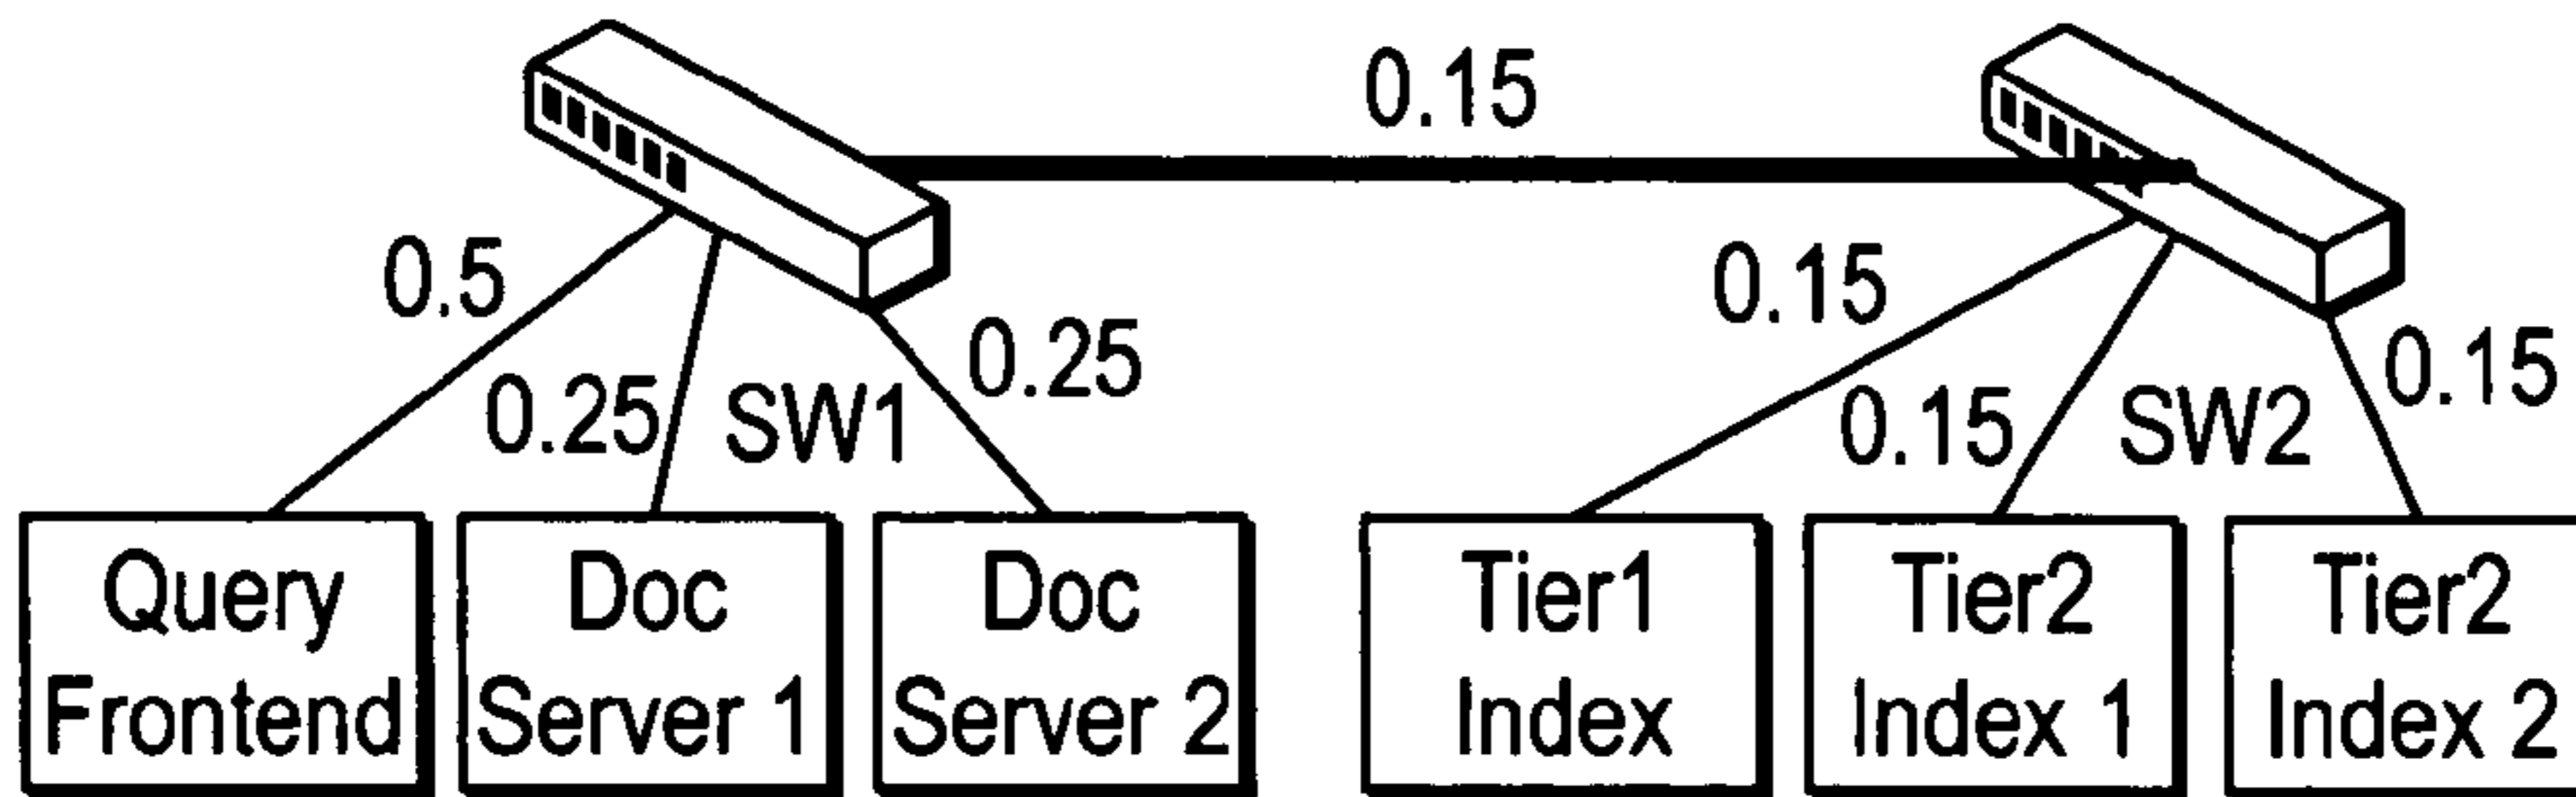 0.15
0.5
0.25
SW1
0.25
0.15
0.15
SW2
0.15
Query
Frontend
Doc
Server 1
Doc
Server 2
Tier1
Index
Tier2
Index 1
Tier2
Index 2